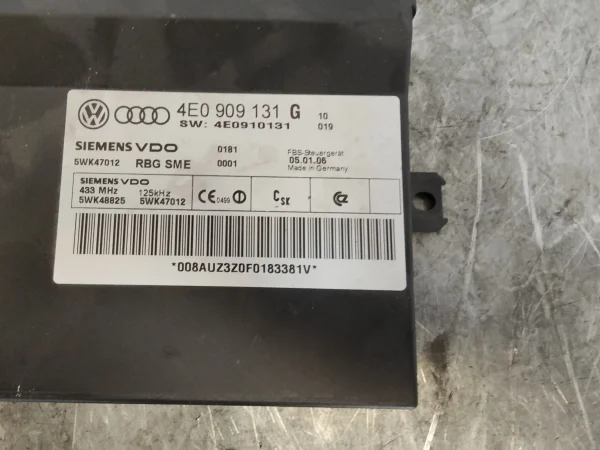 4E0 909 131 G 10
SW: 4E0910131 019
SIEMENS VDO 0181 FBS-Steuergerät
5WK47012 RBG SME 0001 05.01.06
Made in Germany
SIEMENS VDO
433 MHz 125kHz
5WK48825 5WK47012
CE 0499
CSK
*008AUZ3Z0F0183381V*